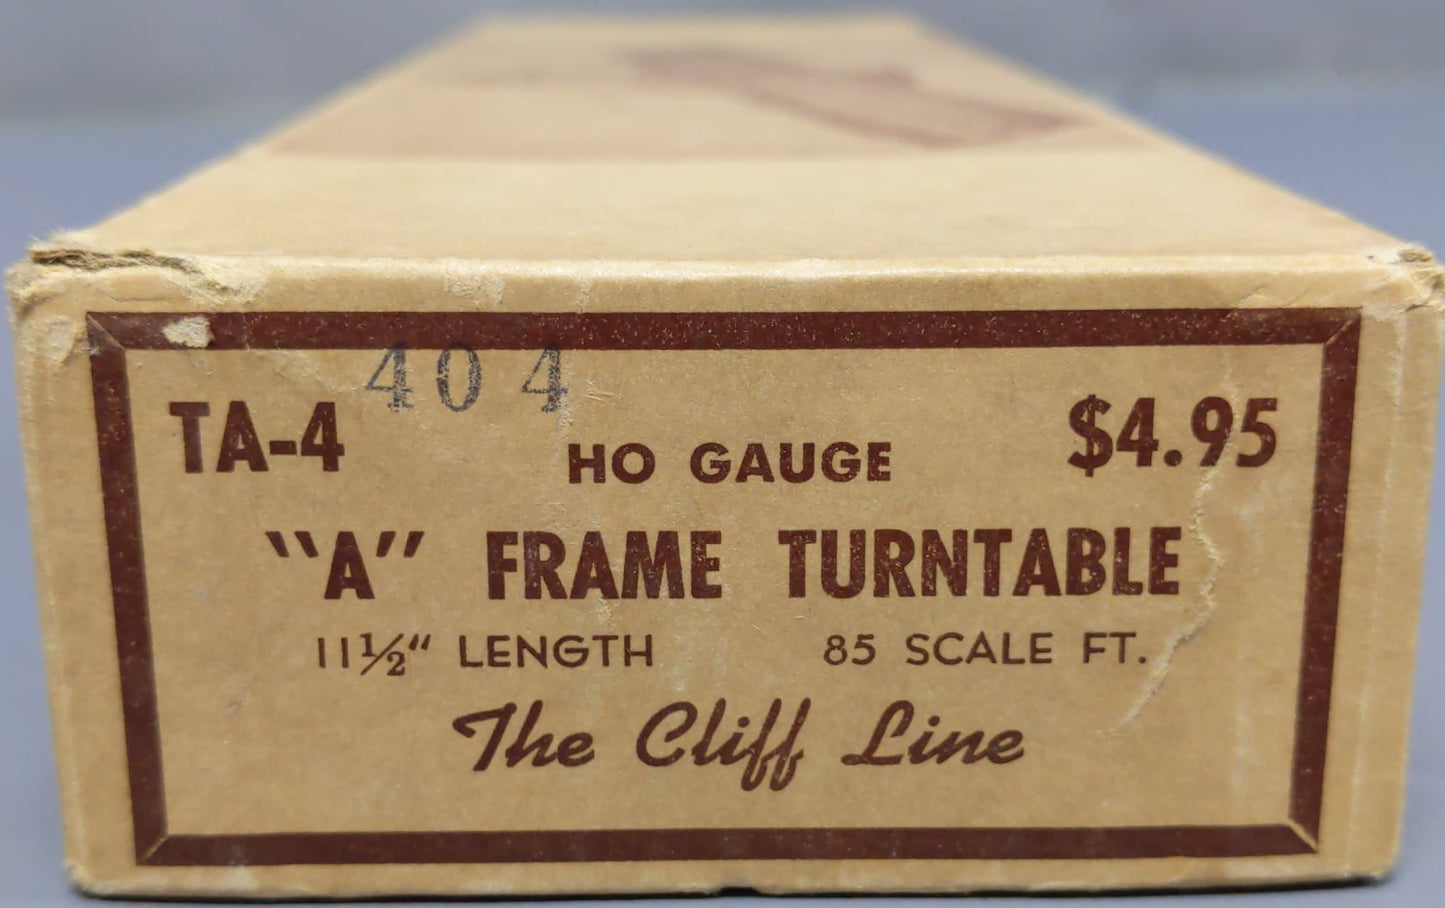 404
TA-4 HO GAUGE $4.95
"A" FRAME TURNTABLE
11½" LENGTH 85 SCALE FT.
The Cliff Line